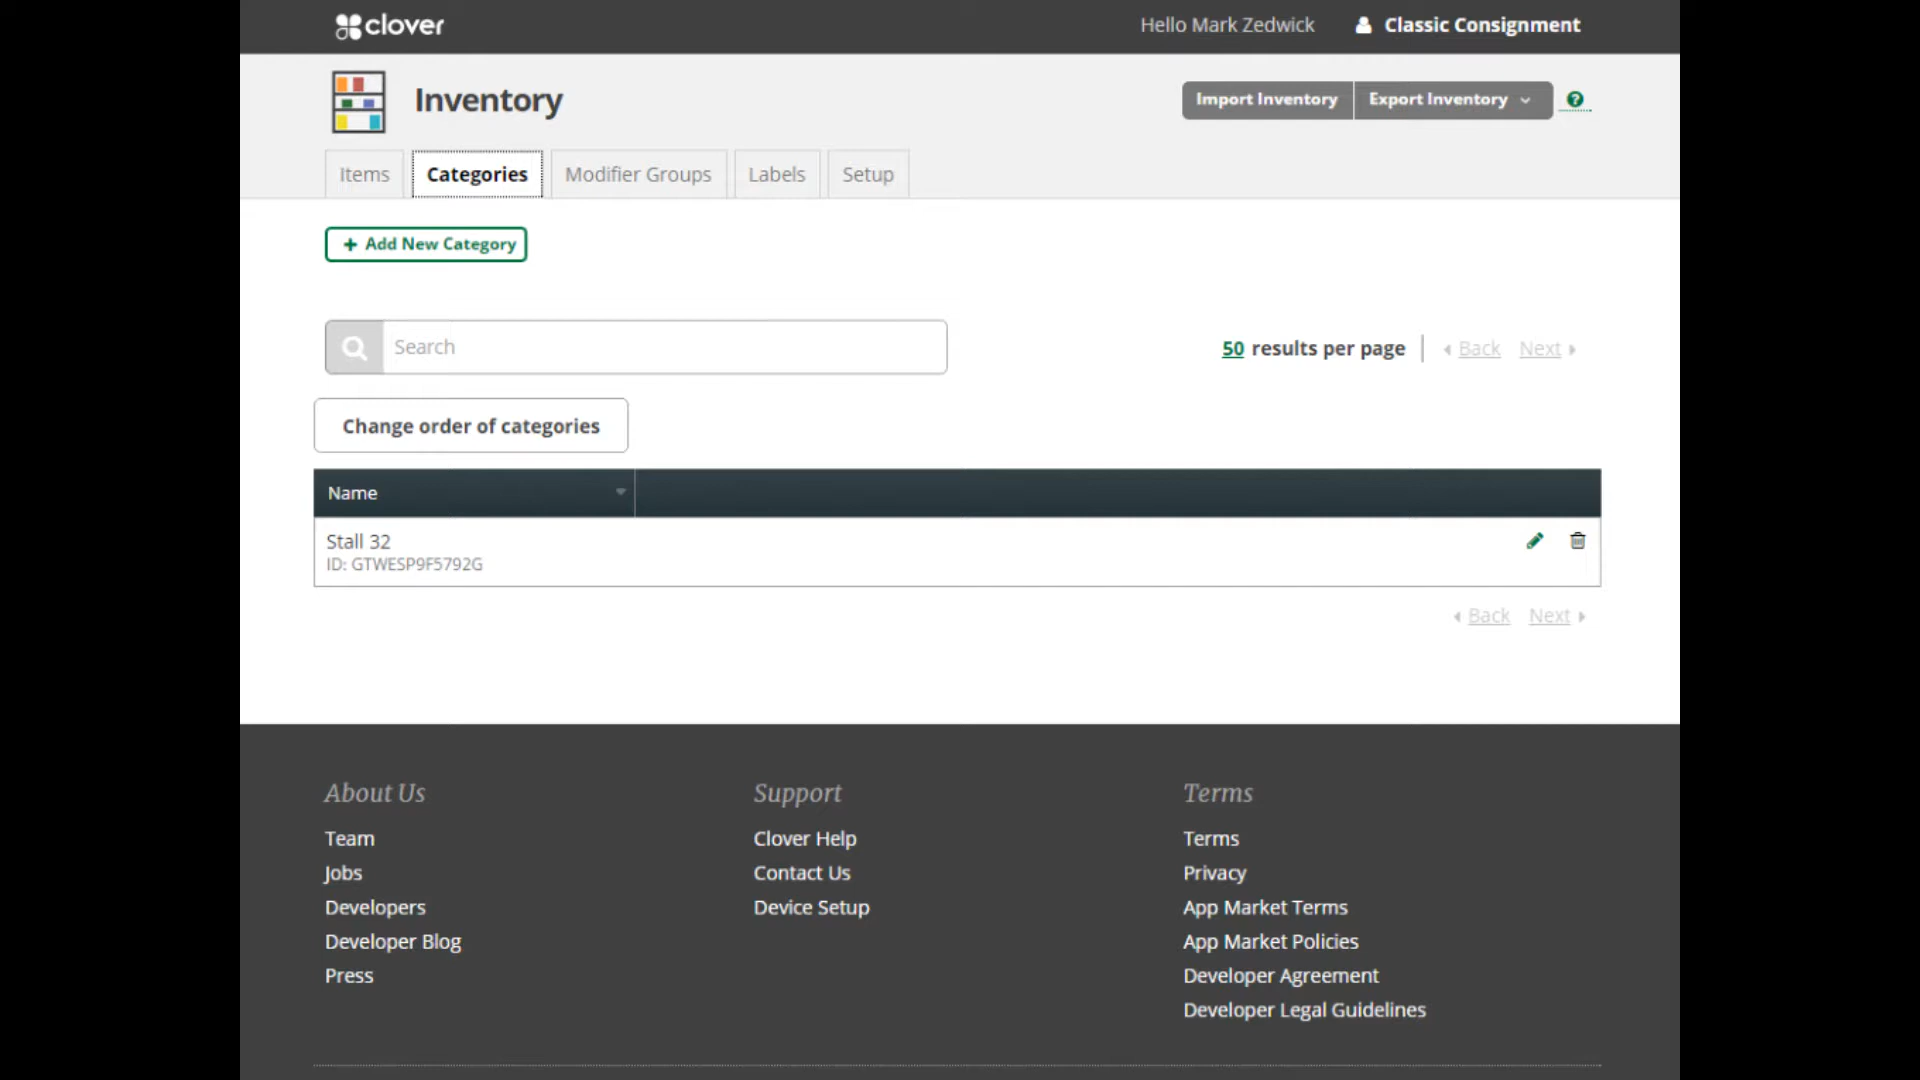 clover
Hello Mark Zedwick
Classic Consignment
Inventory
Import Inventory
Export Inventory
?
Items
Categories
Modifier Groups
Labels
Setup
+ Add New Category
Search
50 results per page
Back
Next
Change order of categories
Name
Stall 32
ID: GTWESP9F5792G
Back
Next
About Us
Team
Jobs
Developers
Developer Blog
Press
Support
Clover Help
Contact Us
Device Setup
Terms
Terms
Privacy
App Market Terms
App Market Policies
Developer Agreement
Developer Legal Guidelines